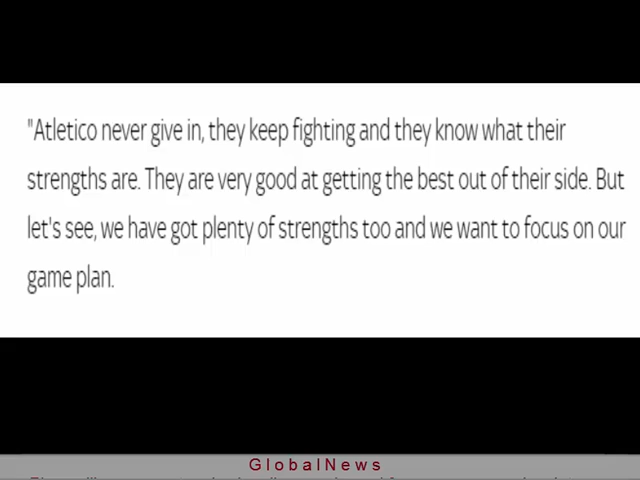 "Atletico never give in, they keep fighting and they know what their
strengths are. They are very good at getting the best out of their side. But
let's see, we have got plenty of strengths too and we want to focus on our
game plan.
GlobalNews